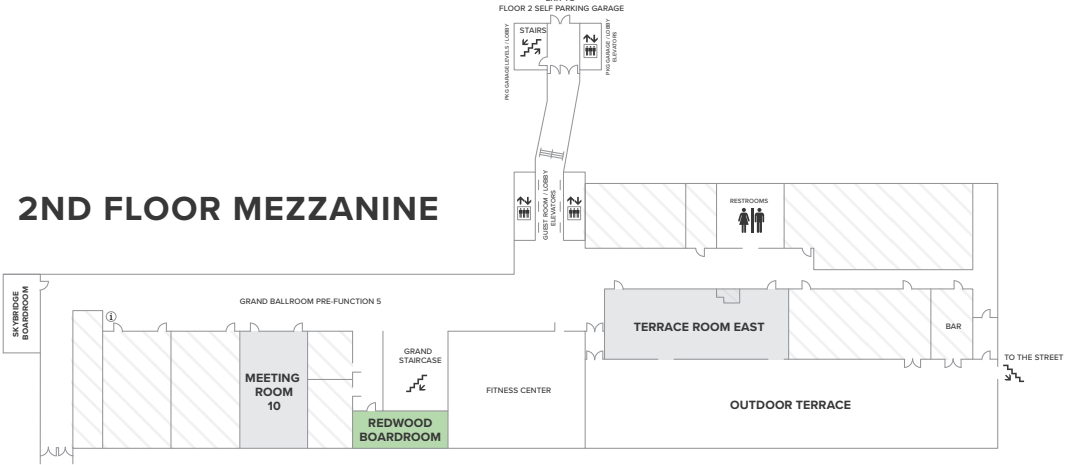 FLOOR 2 SELF PARKING GARAGE
STAIRS
PKG GARAGE LEVELS / LOBBY
PKG GARAGE / LOBBY
ELEVATORS
2ND FLOOR MEZZANINE
GUEST ROOM / LOBBY
ELEVATORS
RESTROOMS
SKYBRIDGE
BOARDROOM
GRAND BALLROOM PRE-FUNCTION 5
i
TERRACE ROOM EAST
BAR
GRAND
STAIRCASE
TO THE STREET
MEETING
ROOM
10
FITNESS CENTER
OUTDOOR TERRACE
REDWOOD
BOARDROOM